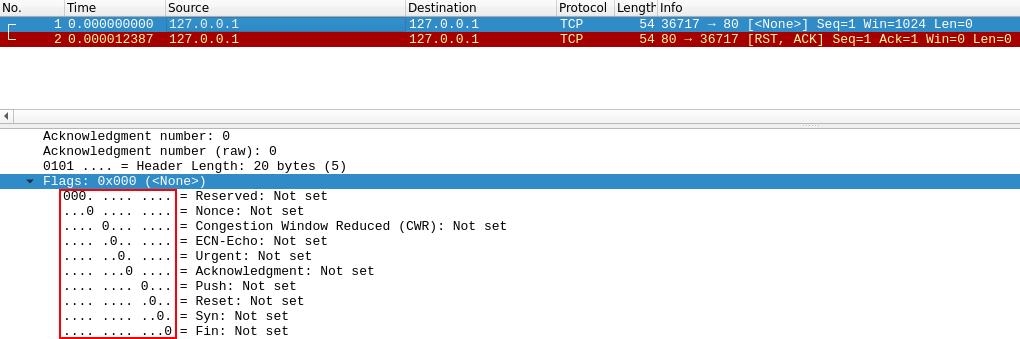 No. Time Source Destination Protocol Length Info
1 0.000000000 127.0.0.1 127.0.0.1 TCP 54 36717 → 80 [<None>] Seq=1 Win=1024 Len=0
2 0.000012387 127.0.0.1 127.0.0.1 TCP 54 80 → 36717 [RST, ACK] Seq=1 Ack=1 Win=0 Len=0
Acknowledgment number: 0
Acknowledgment number (raw): 0
0101 .... = Header Length: 20 bytes (5)
Flags: 0x000 (<None>)
000. .... .... = Reserved: Not set
...0 .... .... = Nonce: Not set
.... 0... .... = Congestion Window Reduced (CWR): Not set
.... .0.. .... = ECN-Echo: Not set
.... ..0. .... = Urgent: Not set
.... ...0 .... = Acknowledgment: Not set
.... .... 0... = Push: Not set
.... .... .0.. = Reset: Not set
.... .... ..0. = Syn: Not set
.... .... ...0 = Fin: Not set